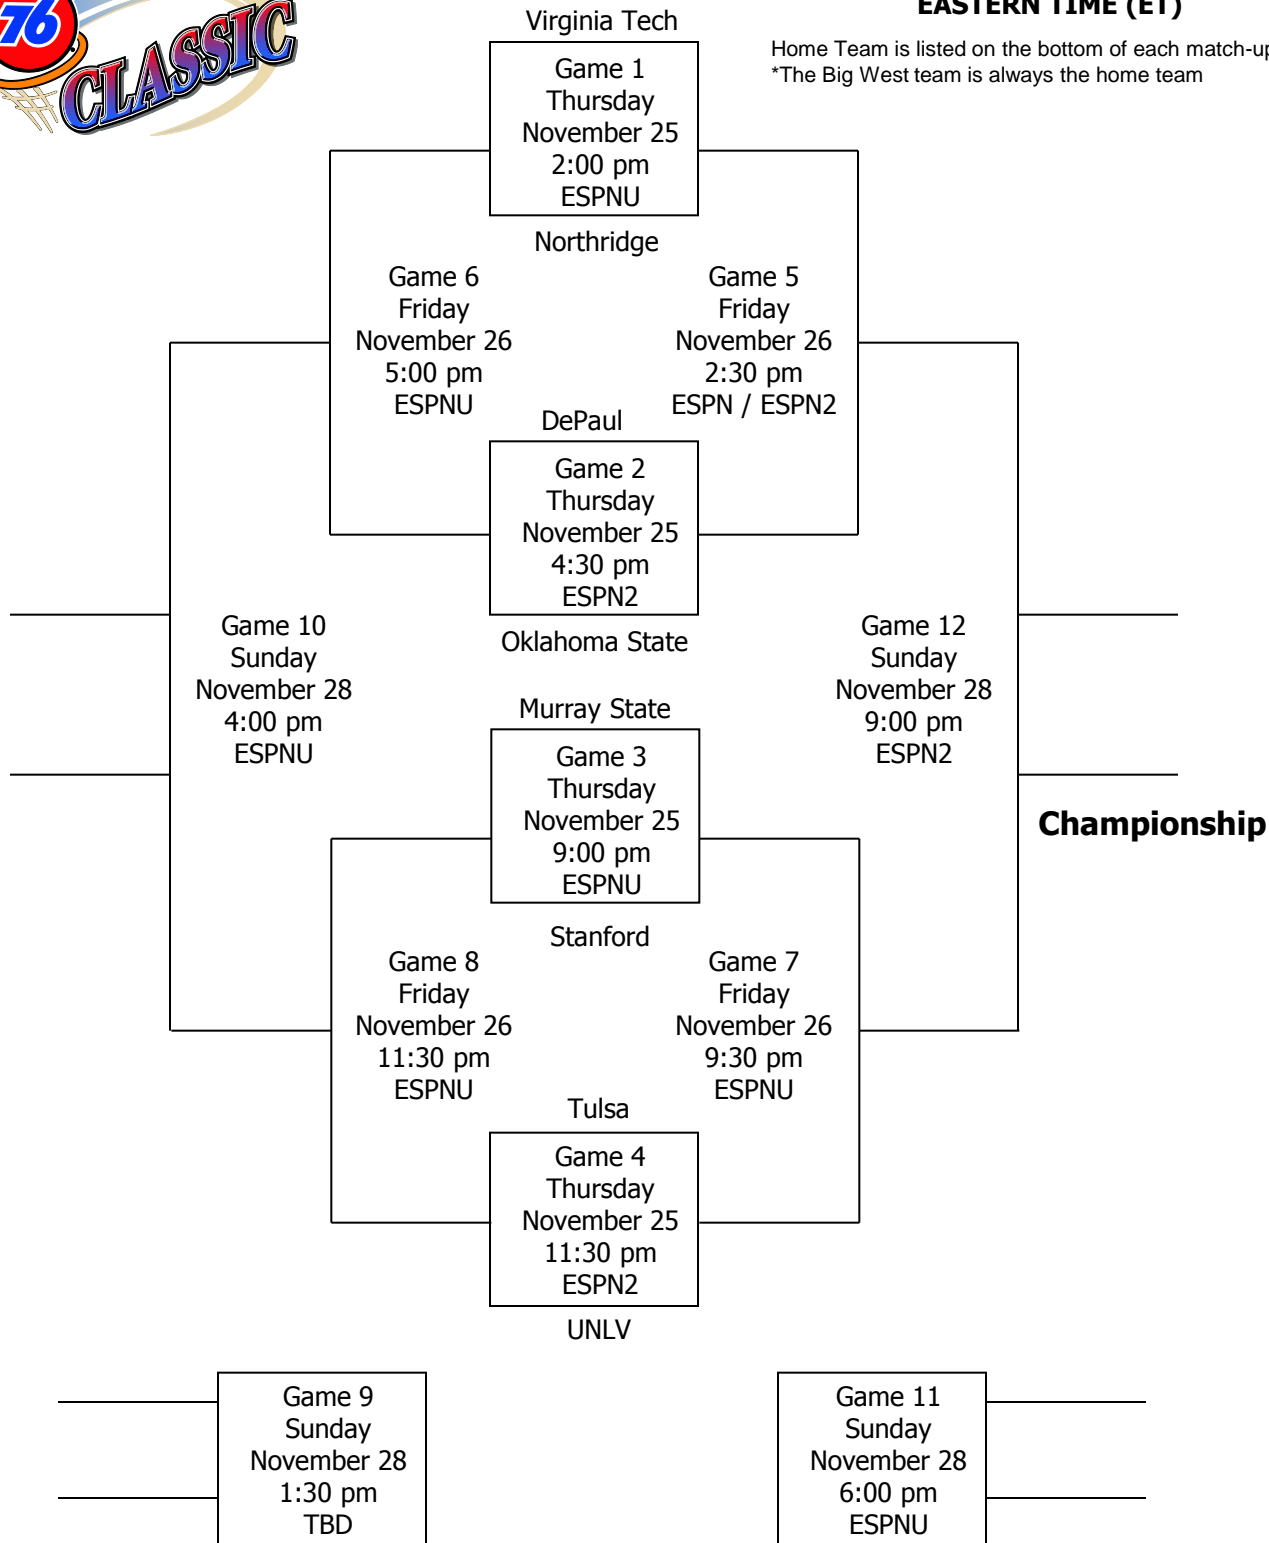 76
CLASSIC
EASTERN TIME (ET)
Home Team is listed on the bottom of each match-up
*The Big West team is always the home team
Virginia Tech
Game 1
Thursday
November 25
2:00 pm
ESPNU
Northridge
Game 6
Friday
November 26
5:00 pm
ESPNU
Game 5
Friday
November 26
2:30 pm
ESPN / ESPN2
DePaul
Game 2
Thursday
November 25
4:30 pm
ESPN2
Oklahoma State
Game 10
Sunday
November 28
4:00 pm
ESPNU
Game 12
Sunday
November 28
9:00 pm
ESPN2
Championship
Murray State
Game 3
Thursday
November 25
9:00 pm
ESPNU
Stanford
Game 8
Friday
November 26
11:30 pm
ESPNU
Game 7
Friday
November 26
9:30 pm
ESPNU
Tulsa
Game 4
Thursday
November 25
11:30 pm
ESPN2
UNLV
Game 9
Sunday
November 28
1:30 pm
TBD
Game 11
Sunday
November 28
6:00 pm
ESPNU